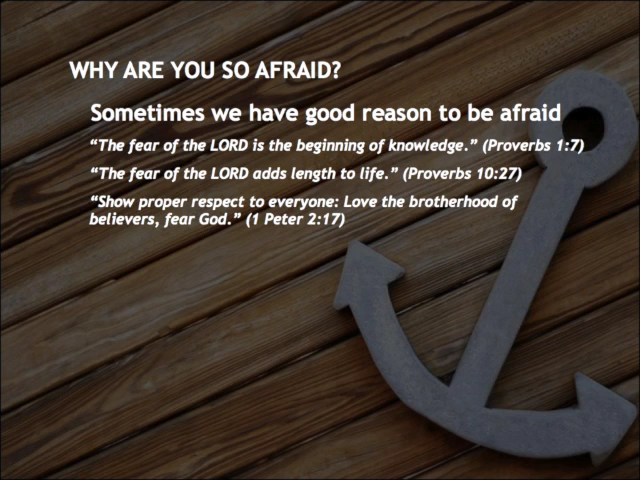 WHY ARE YOU SO AFRAID?
Sometimes we have good reason to be afraid
“The fear of the LORD is the beginning of knowledge.” (Proverbs 1:7)
“The fear of the LORD adds length to life.” (Proverbs 10:27)
“Show proper respect to everyone: Love the brotherhood of
believers, fear God.” (1 Peter 2:17)